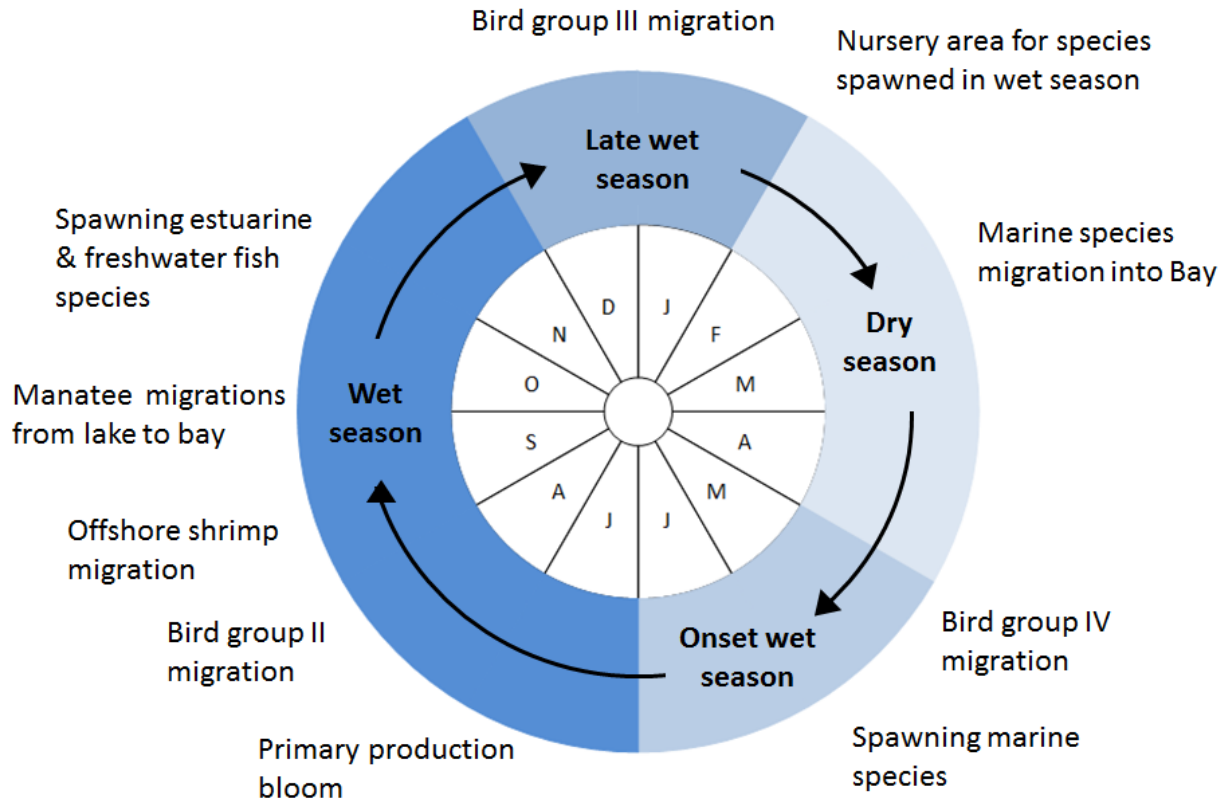 Bird group III migration
Nursery area for species
spawned in wet season
Late wet
season
Spawning estuarine
& freshwater fish
species
Marine species
migration into Bay
D
J
N
F
Dry
season
O
M
Manatee migrations
from lake to bay
Wet
season
S
A
A
M
J
J
Offshore shrimp
migration
Bird group II
migration
Onset wet
season
Bird group IV
migration
Primary production
bloom
Spawning marine
species